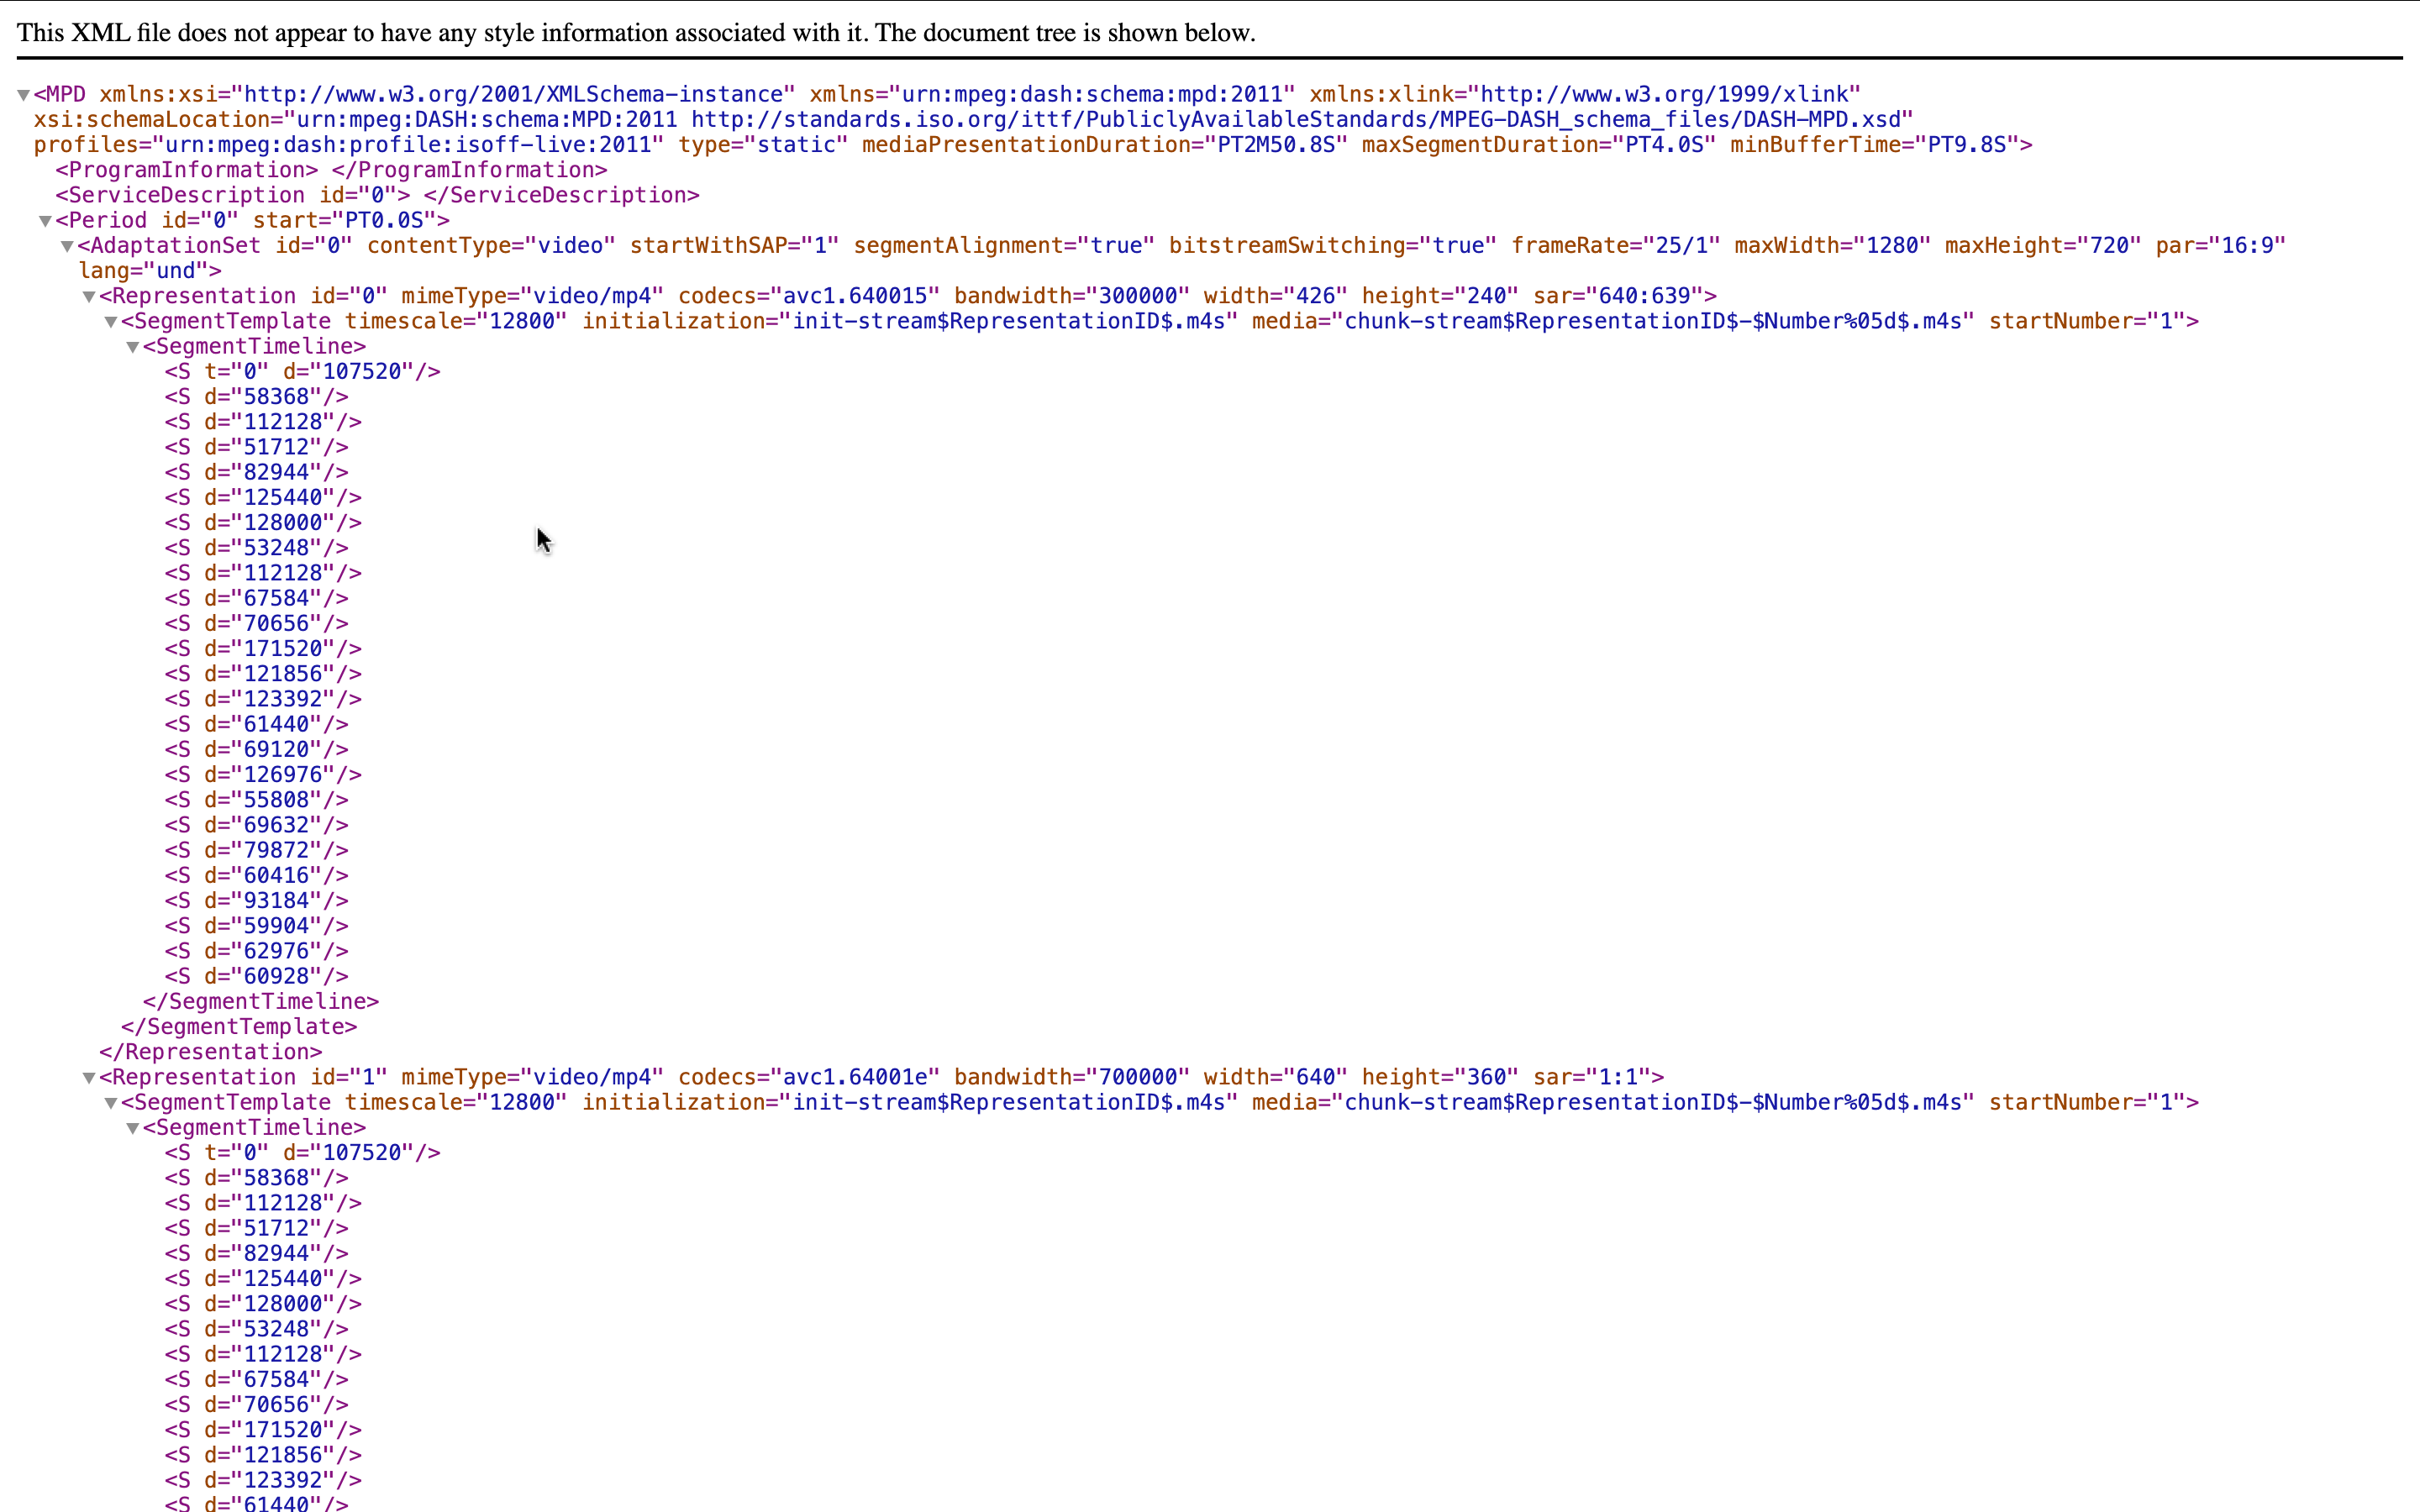 This XML file does not appear to have any style information associated with it. The document tree is shown below.
▼<MPD xmlns:xsi="http://www.w3.org/2001/XMLSchema-instance" xmlns="urn:mpeg:dash:schema:mpd:2011" xmlns:xlink="http://www.w3.org/1999/xlink"
xsi:schemaLocation="urn:mpeg:DASH:schema:MPD:2011 http://standards.iso.org/ittf/PubliclyAvailableStandards/MPEG-DASH_schema_files/DASH-MPD.xsd"
profiles="urn:mpeg:dash:profile:isoff-live:2011" type="static" mediaPresentationDuration="PT2M50.8S" maxSegmentDuration="PT4.0S" minBufferTime="PT9.8S">
<ProgramInformation> </ProgramInformation>
<ServiceDescription id="0"> </ServiceDescription>
▼<Period id="0" start="PT0.0S">
▼<AdaptationSet id="0" contentType="video" startWithSAP="1" segmentAlignment="true" bitstreamSwitching="true" frameRate="25/1" maxWidth="1280" maxHeight="720" par="16:9"
lang="und">
▼<Representation id="0" mimeType="video/mp4" codecs="avc1.640015" bandwidth="300000" width="426" height="240" sar="640:639">
▼<SegmentTemplate timescale="12800" initialization="init-stream$RepresentationID$.m4s" media="chunk-stream$RepresentationID$-$Number%05d$.m4s" startNumber="1">
▼<SegmentTimeline>
<S t="0" d="107520"/>
<S d="58368"/>
<S d="112128"/>
<S d="51712"/>
<S d="82944"/>
<S d="125440"/>
<S d="128000"/>
<S d="53248"/>
<S d="112128"/>
<S d="67584"/>
<S d="70656"/>
<S d="171520"/>
<S d="121856"/>
<S d="123392"/>
<S d="61440"/>
<S d="69120"/>
<S d="126976"/>
<S d="55808"/>
<S d="69632"/>
<S d="79872"/>
<S d="60416"/>
<S d="93184"/>
<S d="59904"/>
<S d="62976"/>
<S d="60928"/>
</SegmentTimeline>
</SegmentTemplate>
</Representation>
▼<Representation id="1" mimeType="video/mp4" codecs="avc1.64001e" bandwidth="700000" width="640" height="360" sar="1:1">
▼<SegmentTemplate timescale="12800" initialization="init-stream$RepresentationID$.m4s" media="chunk-stream$RepresentationID$-$Number%05d$.m4s" startNumber="1">
▼<SegmentTimeline>
<S t="0" d="107520"/>
<S d="58368"/>
<S d="112128"/>
<S d="51712"/>
<S d="82944"/>
<S d="125440"/>
<S d="128000"/>
<S d="53248"/>
<S d="112128"/>
<S d="67584"/>
<S d="70656"/>
<S d="171520"/>
<S d="121856"/>
<S d="123392"/>
<S d="61440"/>